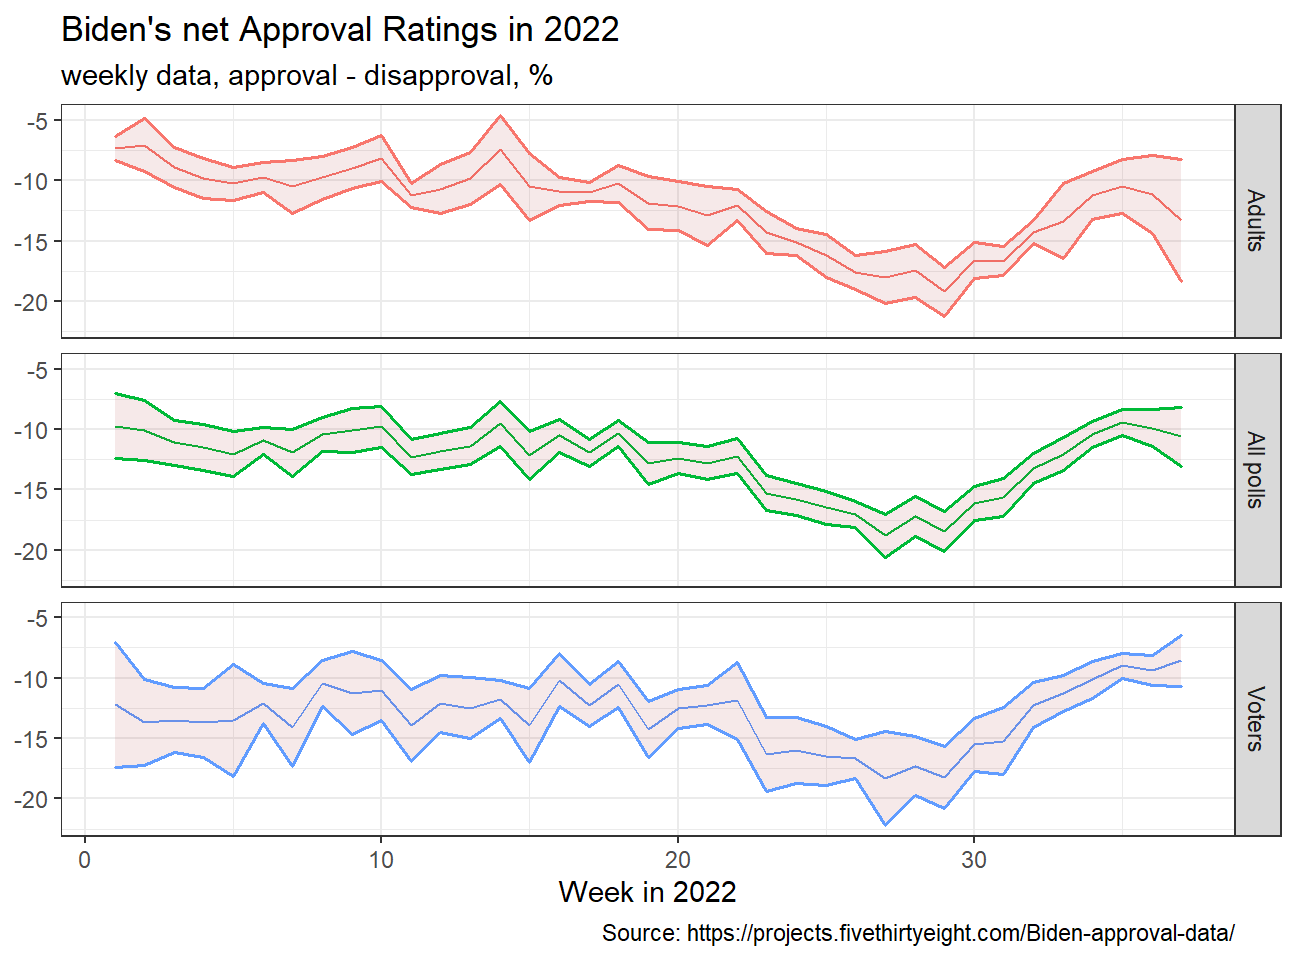 Biden's net Approval Ratings in 2022
weekly data, approval - disapproval, %
-5
-10
-15
-20
Adults
-5
-10
-15
-20
All polls
-5
-10
-15
-20
Voters
0 10 20 30
Week in 2022
Source: https://projects.fivethirtyeight.com/Biden-approval-data/